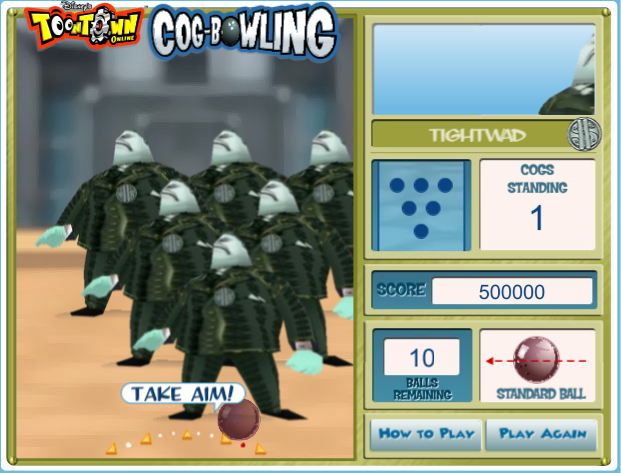 Disney's
TOONTOWN
ONLINE
COG-BOWLING
TIGHTWAD
COGS
STANDING
1
SCORE
500000
10
BALLS
REMAINING
STANDARD BALL
TAKE AIM!
HOW TO PLAY
PLAY AGAIN